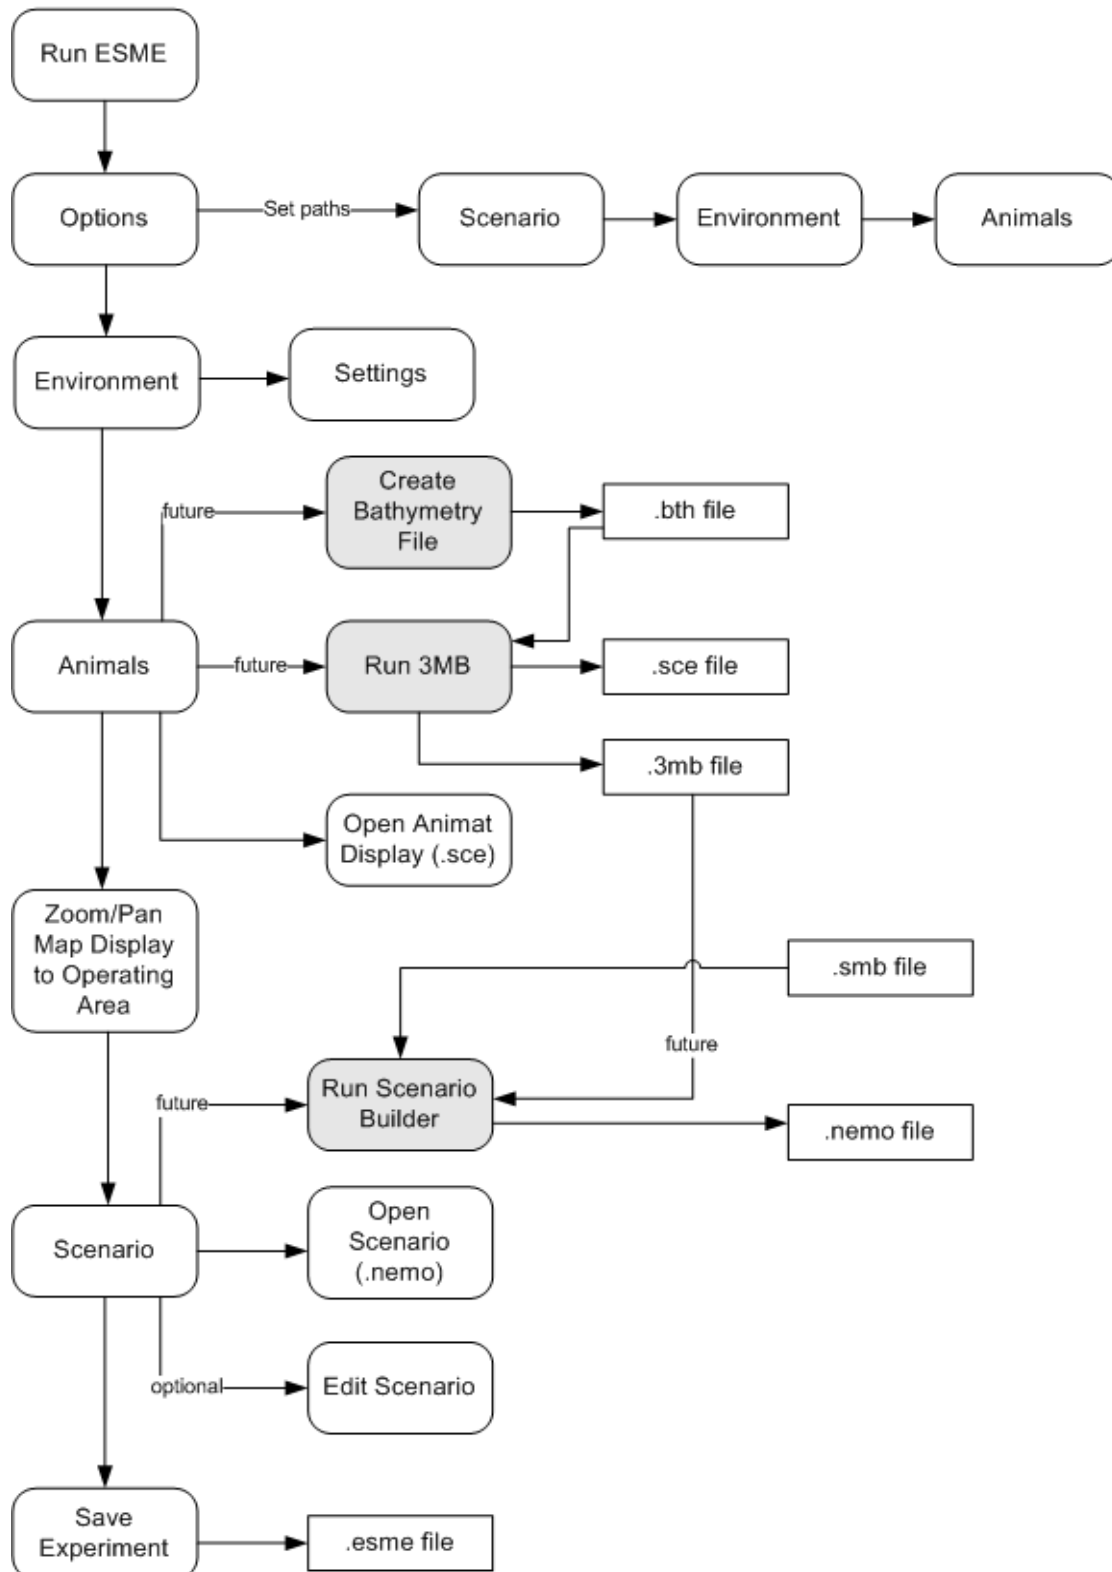 Run ESME
Options
Set paths
Scenario
Environment
Animals
Environment
Settings
Create
Bathymetry
File
future
.bth file
Animals
future
Run 3MB
.sce file
.3mb file
Open Animat
Display (.sce)
Zoom/Pan
Map Display
to Operating
Area
.smb file
future
Run Scenario
Builder
future
.nemo file
Scenario
Open
Scenario
(.nemo)
optional
Edit Scenario
Save
Experiment
.esme file